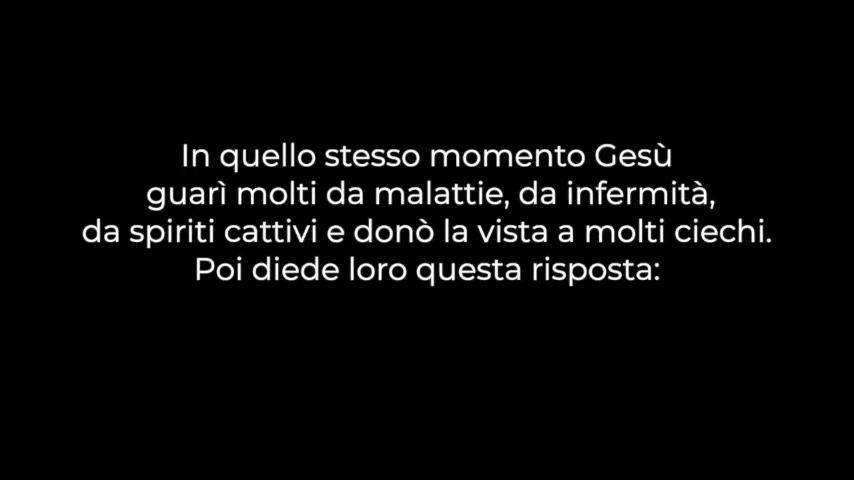 In quello stesso momento Gesù
guarì molti da malattie, da infermità,
da spiriti cattivi e donò la vista a molti ciechi.
Poi diede loro questa risposta: